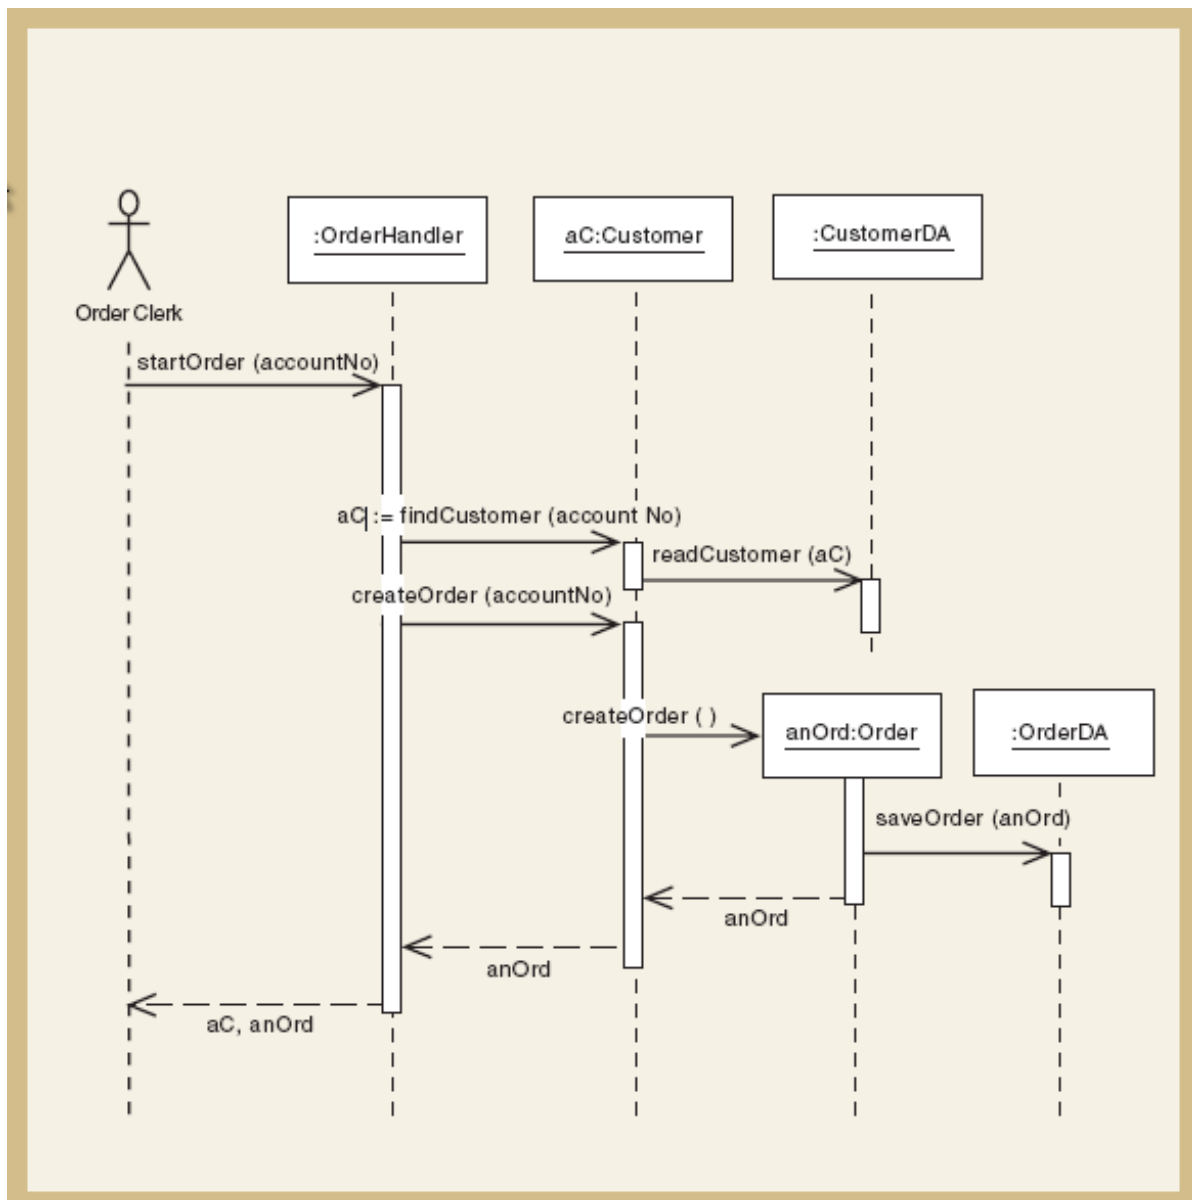 :OrderHandler
aC:Customer
:CustomerDA
Order Clerk
startOrder (accountNo)
aC := findCustomer (account No)
readCustomer (aC)
createOrder (accountNo)
createOrder ( )
anOrd:Order
:OrderDA
saveOrder (anOrd)
anOrd
anOrd
aC, anOrd